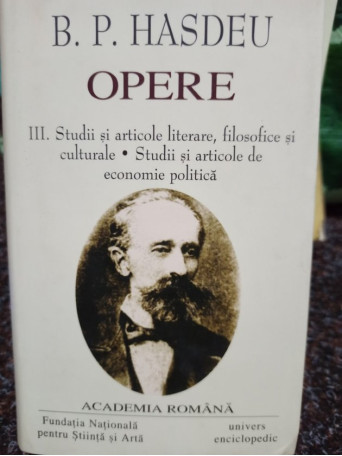 B. P. HASDEU
OPERE
III. Studii și articole literare, filosofice și
culturale • Studii și articole de
economie politică
ACADEMIA ROMÂNĂ
Fundația Națională
pentru Știință și Artă
univers
enciclopedic